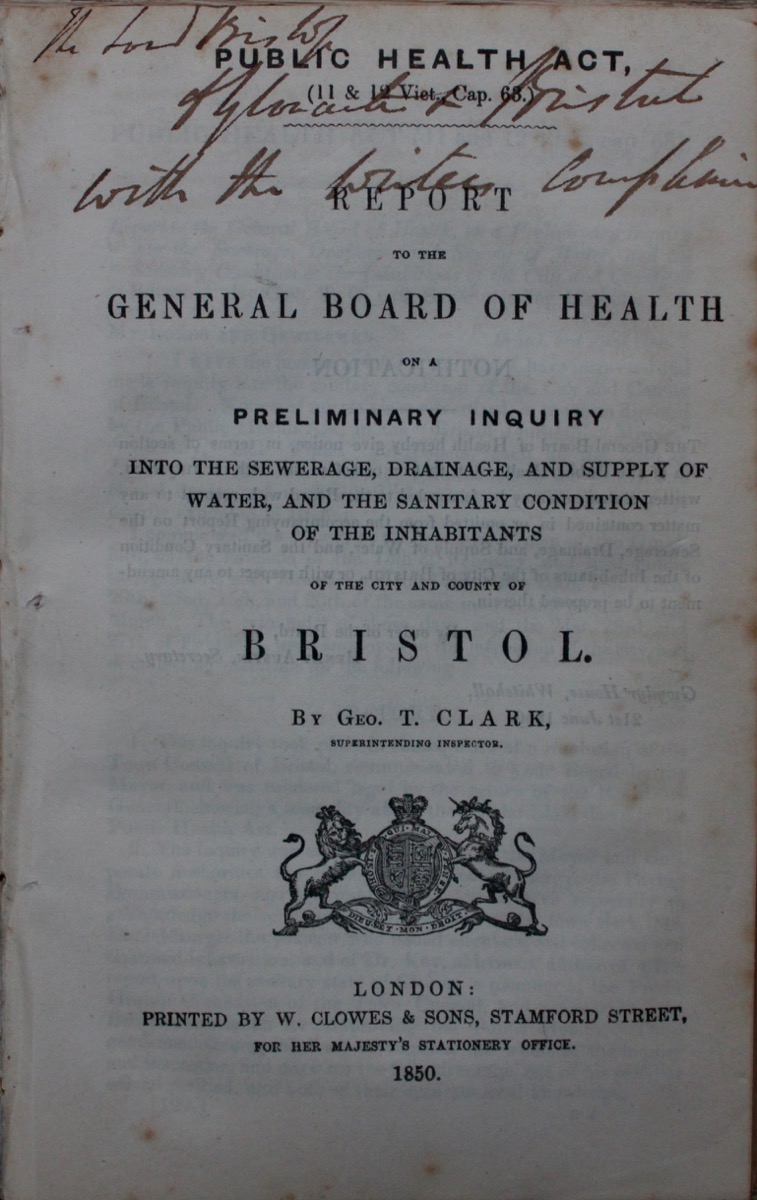 The Lord Bishop
PUBLIC HEALTH ACT,
(11 & 12 Vict., Cap. 63.)
of Gloucester & Bristol
with the writers
REPORT
TO THE
GENERAL BOARD OF HEALTH
ON A
PRELIMINARY INQUIRY
INTO THE SEWERAGE, DRAINAGE, AND SUPPLY OF
WATER, AND THE SANITARY CONDITION
OF THE INHABITANTS
OF THE CITY AND COUNTY OF
BRISTOL.
BY GEO. T. CLARK,
SUPERINTENDING INSPECTOR.
DIEU·ET·MON·DROIT
LONDON:
PRINTED BY W. CLOWES & SONS, STAMFORD STREET,
FOR HER MAJESTY'S STATIONERY OFFICE.
1850.